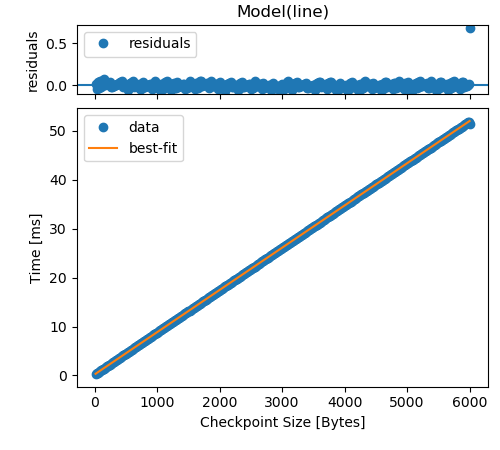 Model(line)
residuals
0.5
0.0
residuals
data
best-fit
Time [ms]
50
40
30
20
10
0
0 1000 2000 3000 4000 5000 6000
Checkpoint Size [Bytes]